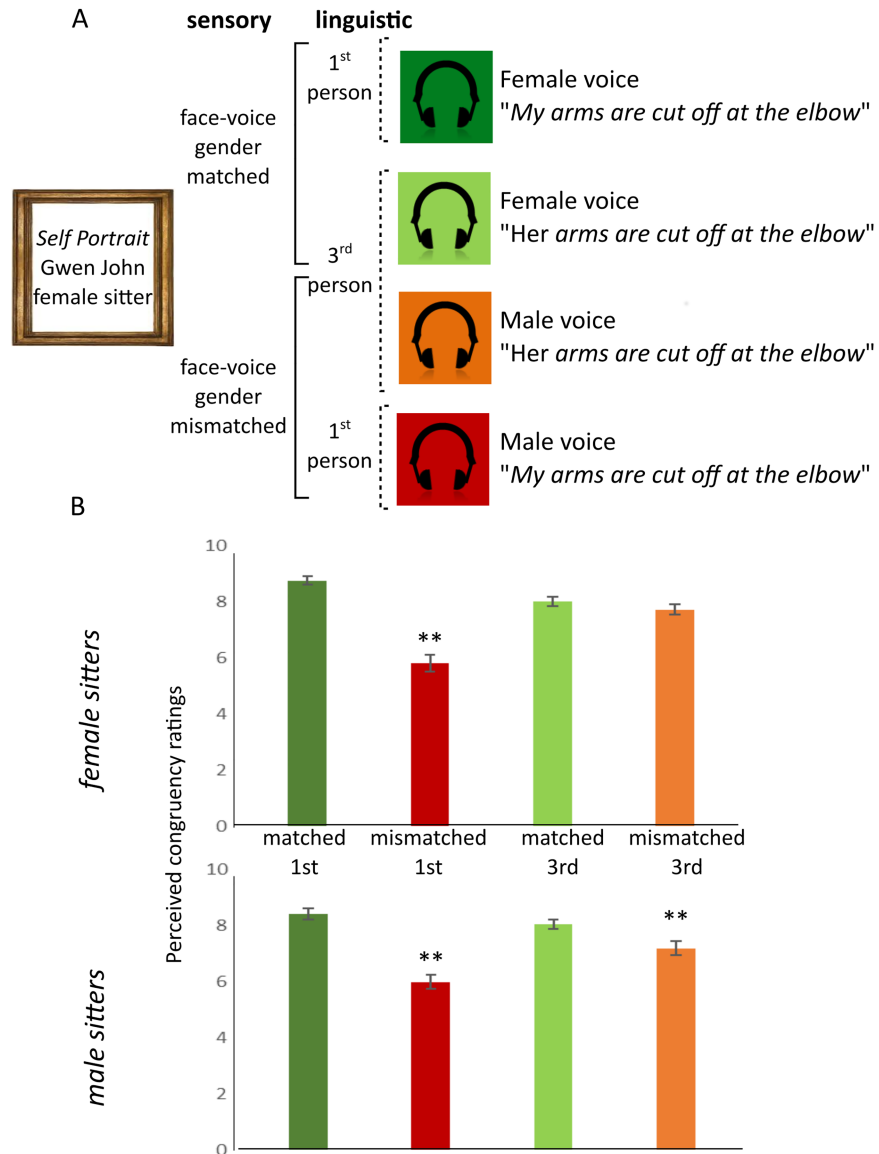 A
sensory
linguistic
1st
person
Female voice
"My arms are cut off at the elbow"
face-voice
gender
matched
Female voice
"Her arms are cut off at the elbow"
Self Portrait
Gwen John
female sitter
3rd
person
Male voice
"Her arms are cut off at the elbow"
face-voice
gender
mismatched
1st
person
Male voice
"My arms are cut off at the elbow"
B
female sitters
male sitters
Perceived congruency ratings
10
8
6
4
2
0
**
matched mismatched matched mismatched
1st 1st 3rd 3rd
10
8
6
4
2
0
**
**